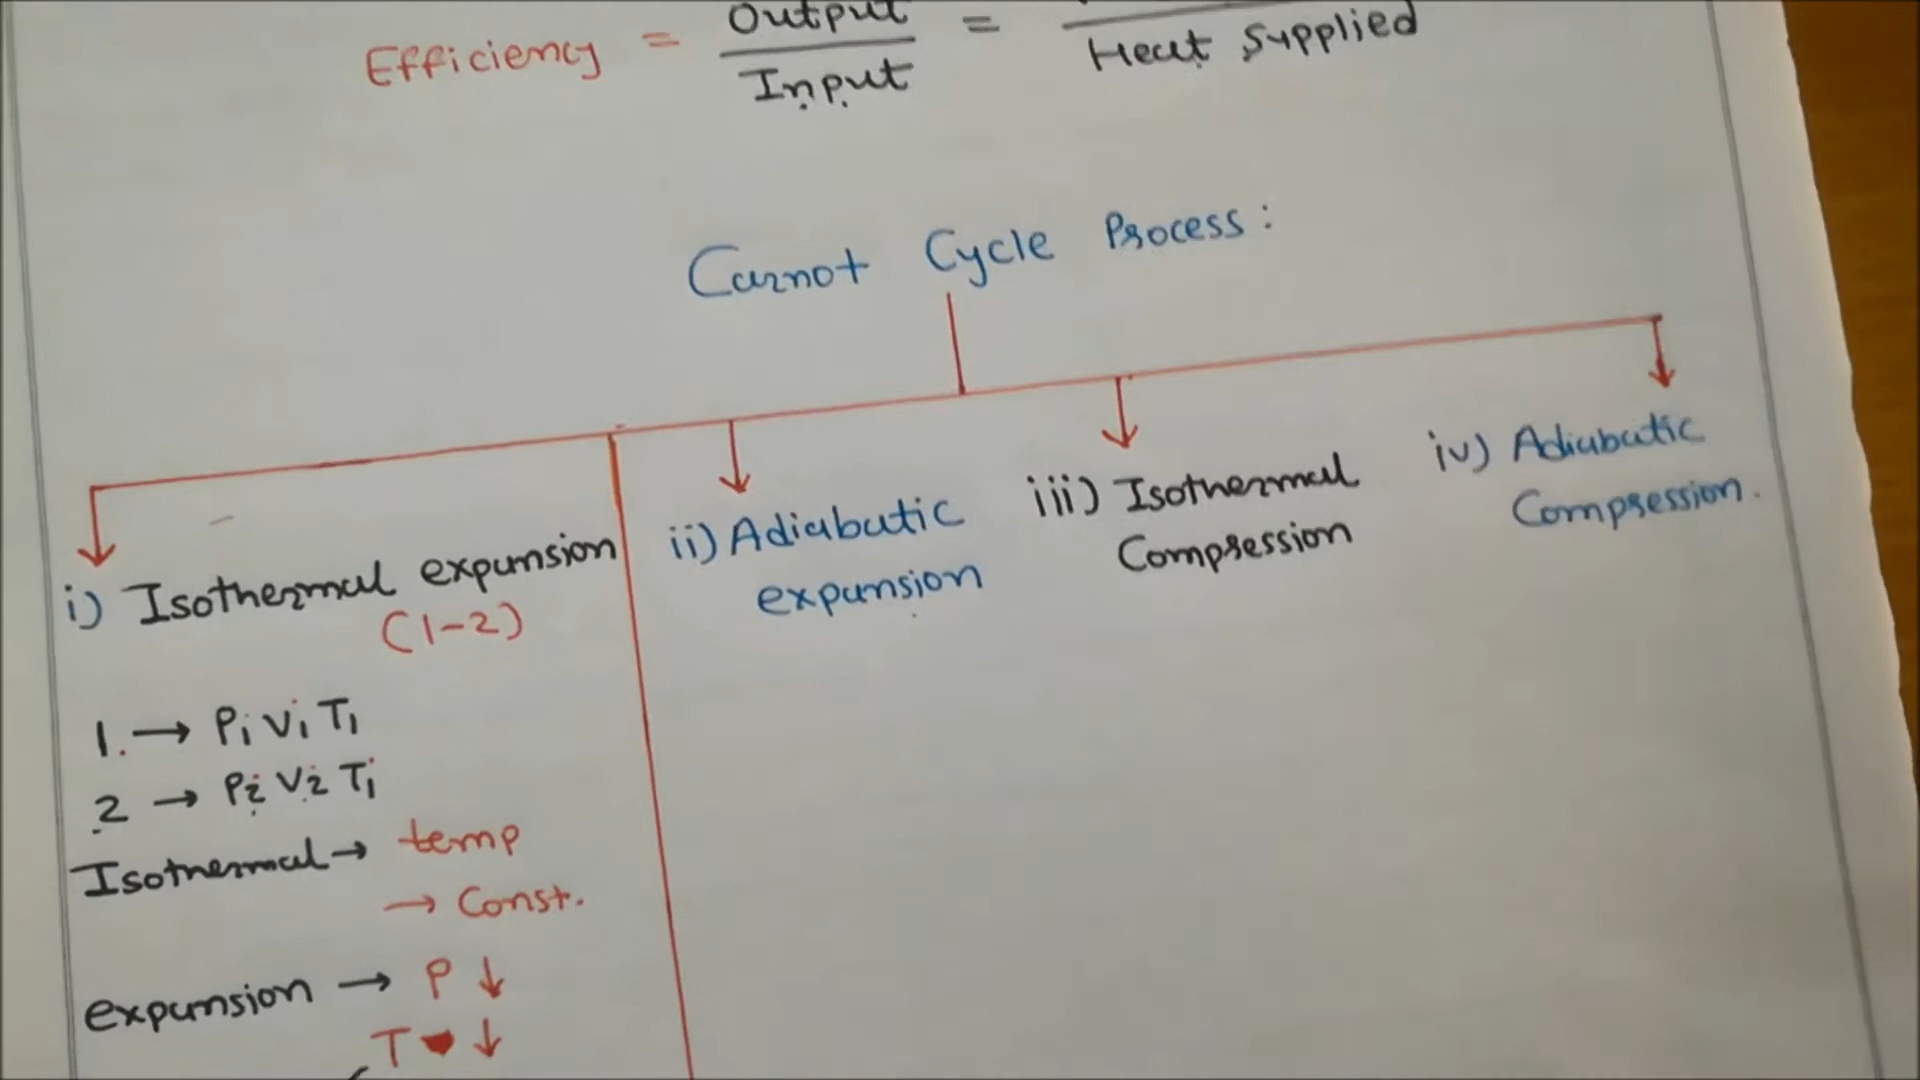 Efficiency = Output / Input = / Heat Supplied
Carnot Cycle Process:
i) Isothermal expansion
(1-2)
1. → P₁ V₁ T₁
2 → P₂ V₂ T₁
Isothermal → temp
→ Const.
expansion → P ↓
T ↓
ii) Adiabatic
expansion
iii) Isothermal
Compression
iv) Adiabatic
Compression.